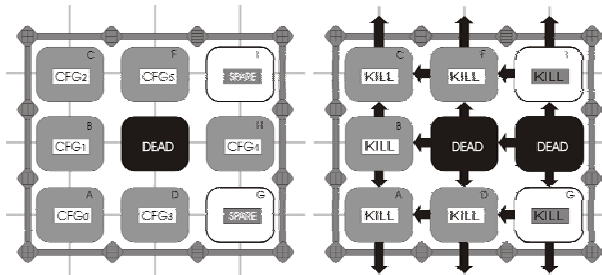 C F
CFG2 CFG5 SPARE
B H
CFG1 DEAD CFG4
A D G
CFG0 CFG3 SPARE
C F
KILL KILL KILL
B
KILL DEAD DEAD
A D G
KILL KILL KILL